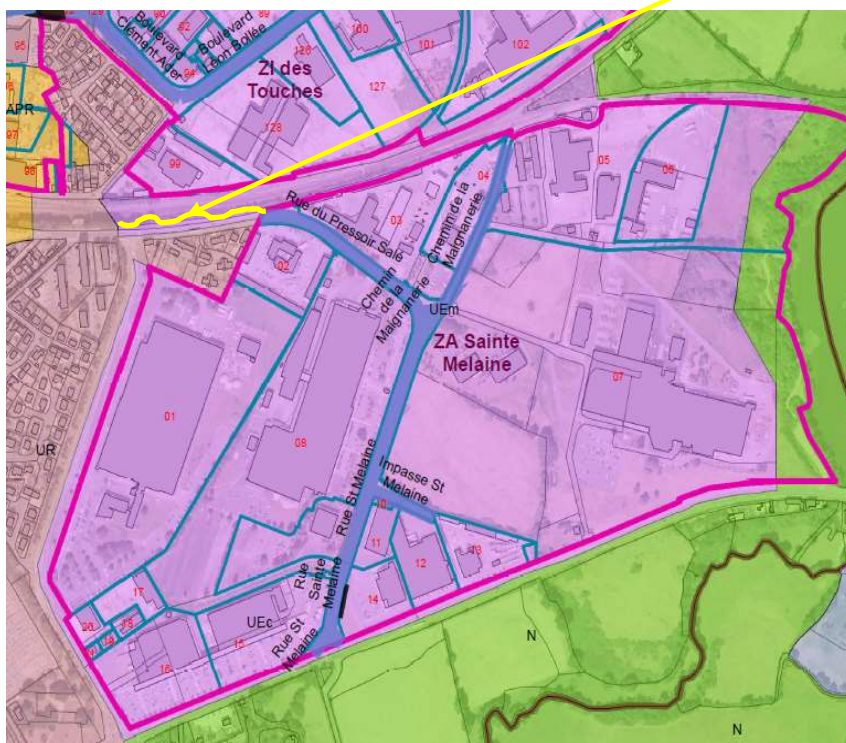 95
APR
97
98
92
94
89
Boulevard
Clément Ader
Boulevard
Léon Bollée
126
100
101
102
ZI des
Touches
127
128
99
Rue du Pressoir Salé
03
04
05
06
Chemin de la
Maignanerie
02
Chemin
de la
Maignanerie
UEm
ZA Sainte
Melaine
07
01
08
UR
Rue St Melaine
Impasse St
Melaine
10
11
12
13
14
Rue
Sainte
Melaine
17
UEc
15
16
Rue St
Melaine
N
N